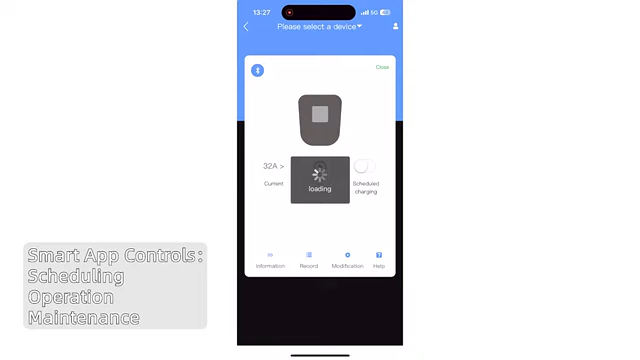 13:27
5G
Please select a device
Close
32A >
loading
Current
Scheduled
charging
Information
Record
Modification
Help
Smart App Controls:
Scheduling
Operation
Maintenance